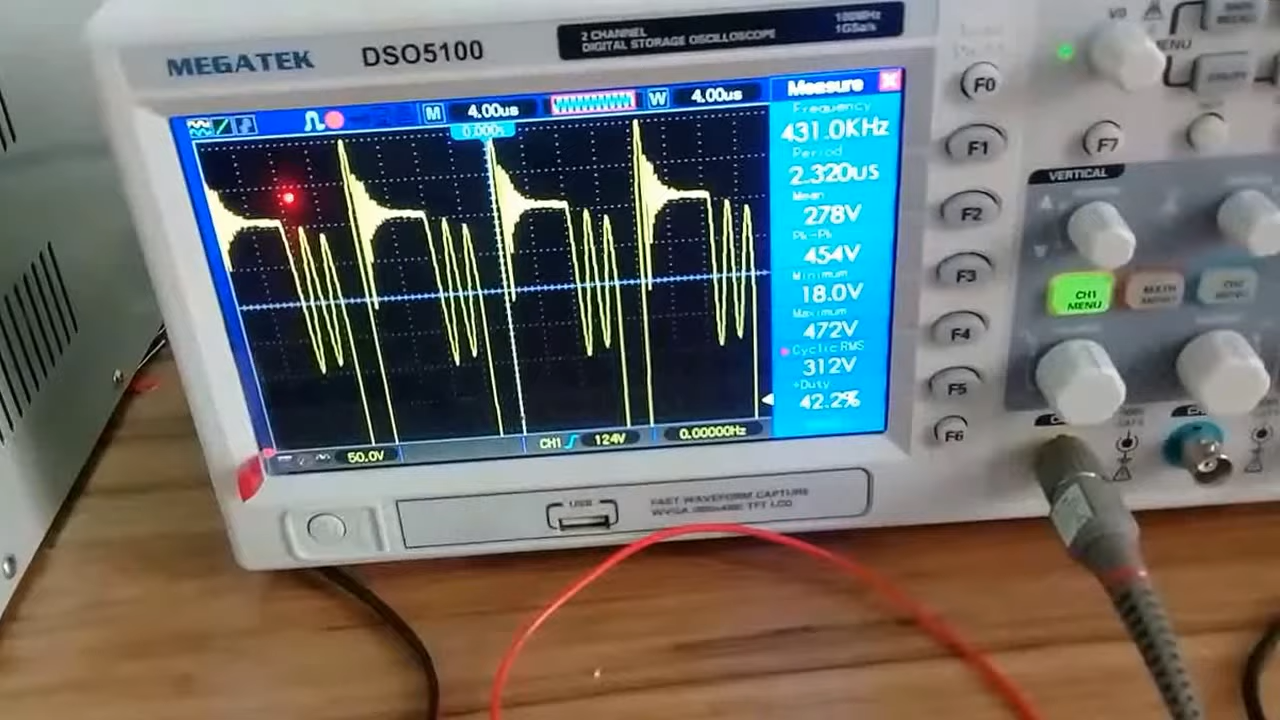 MEGATEK DSO5100
2 CHANNEL
DIGITAL STORAGE OSCILLOSCOPE
100MHz
1GSa/s
M 4.00us W 4.00us
0.000s
Measure
Frequency
431.0KHz
Period
2.320us
Mean
278V
Pk-Pk
454V
Minimum
18.0V
Maximum
472V
Cyclic RMS
312V
+Duty
42.2%
50.0V
CH1 124V
0.00000Hz
F0
F1
F2
F3
F4
F5
F6
F7
V0
MENU
VERTICAL
CH1
MENU
MATH
MENU
CH2
USB
FAST WAVEFORM CAPTURE